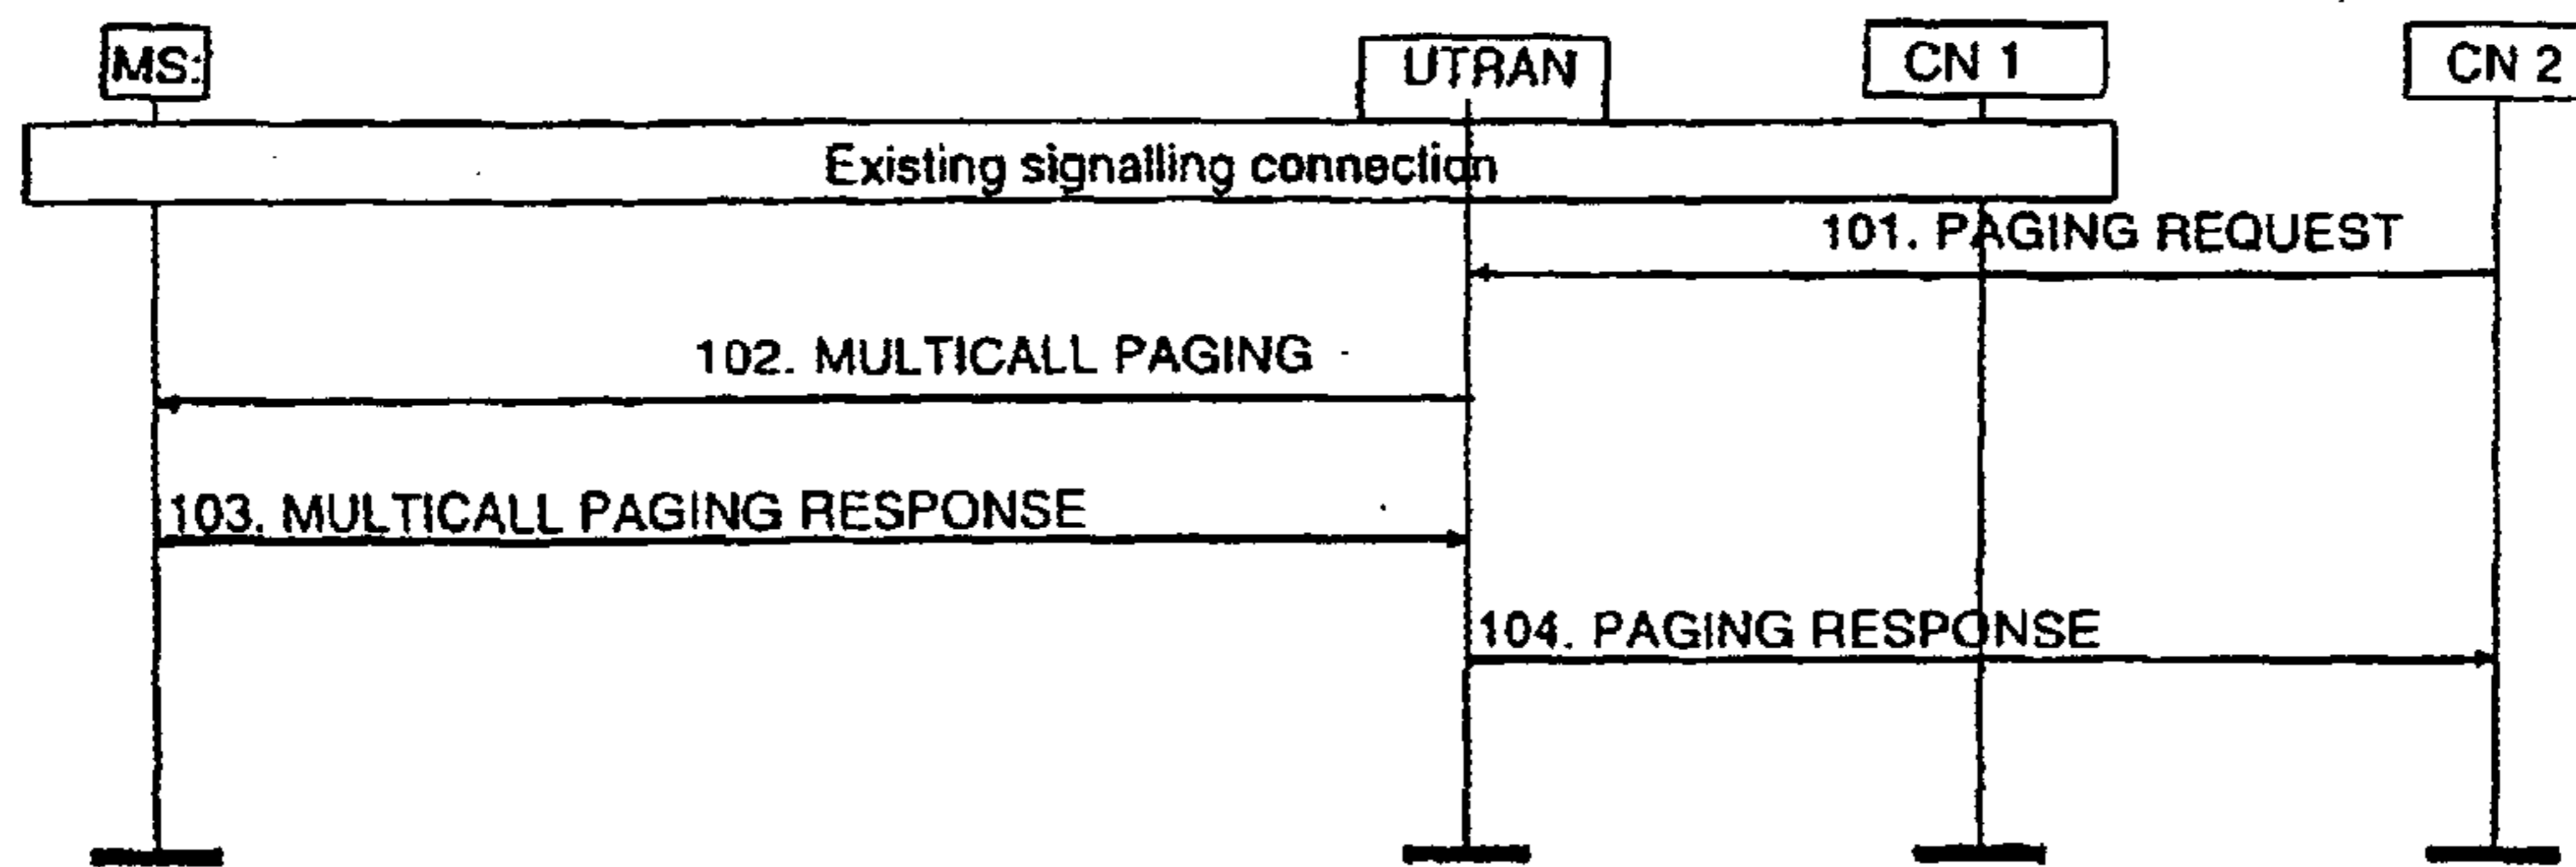 MS:
UTRAN
CN 1
CN 2
Existing signalling connection
101. PAGING REQUEST
102. MULTICALL PAGING
103. MULTICALL PAGING RESPONSE
104. PAGING RESPONSE